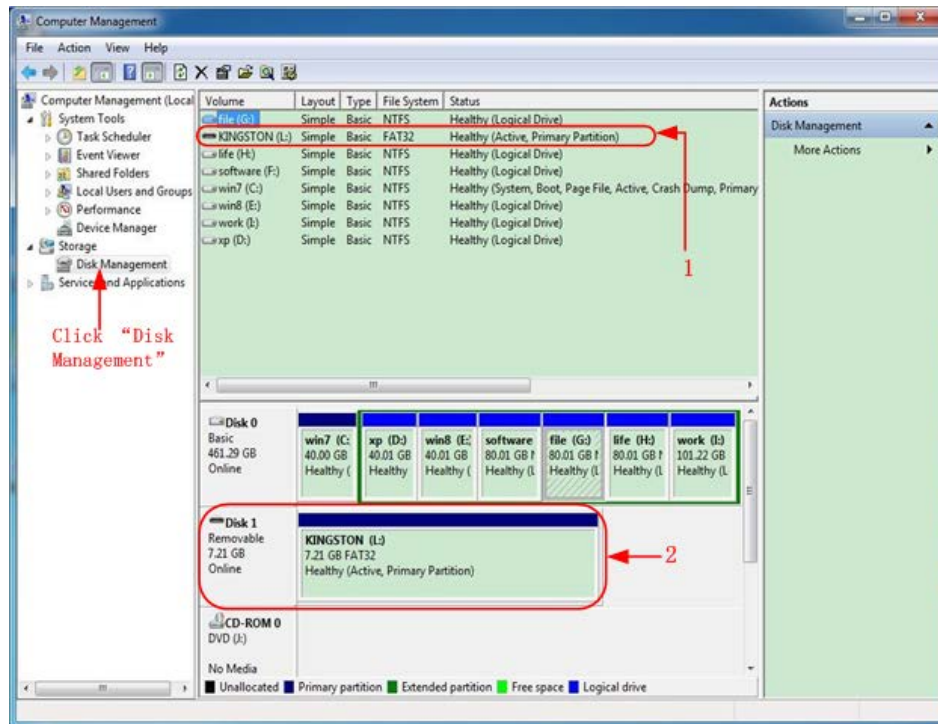 Computer Management
File Action View Help
Computer Management (Local
System Tools
Task Scheduler
Event Viewer
Shared Folders
Local Users and Groups
Performance
Device Manager
Storage
Disk Management
Services and Applications
Click “Disk
Management”
Volume Layout Type File System Status
file (G:) Simple Basic NTFS Healthy (Logical Drive)
KINGSTON (L:) Simple Basic FAT32 Healthy (Active, Primary Partition)
life (H:) Simple Basic NTFS Healthy (Logical Drive)
software (F:) Simple Basic NTFS Healthy (Logical Drive)
win7 (C:) Simple Basic NTFS Healthy (System, Boot, Page File, Active, Crash Dump, Primary
win8 (E:) Simple Basic NTFS Healthy (Logical Drive)
work (I:) Simple Basic NTFS Healthy (Logical Drive)
xp (D:) Simple Basic NTFS Healthy (Logical Drive)
1
Actions
Disk Management
More Actions
Disk 0
Basic
461.29 GB
Online
win7 (C: xp (D:) win8 (E: software file (G:) life (H:) work (I:)
40.00 GB 40.01 GB 40.01 GB 80.01 GB 80.01 GB 80.01 GB 101.22 GB
Healthy ( Healthy Healthy ( Healthy (L Healthy (L Healthy (L Healthy (L
Disk 1
Removable
7.21 GB
Online
KINGSTON (L:)
7.21 GB FAT32
Healthy (Active, Primary Partition)
2
CD-ROM 0
DVD (J:)
No Media
Unallocated Primary partition Extended partition Free space Logical drive